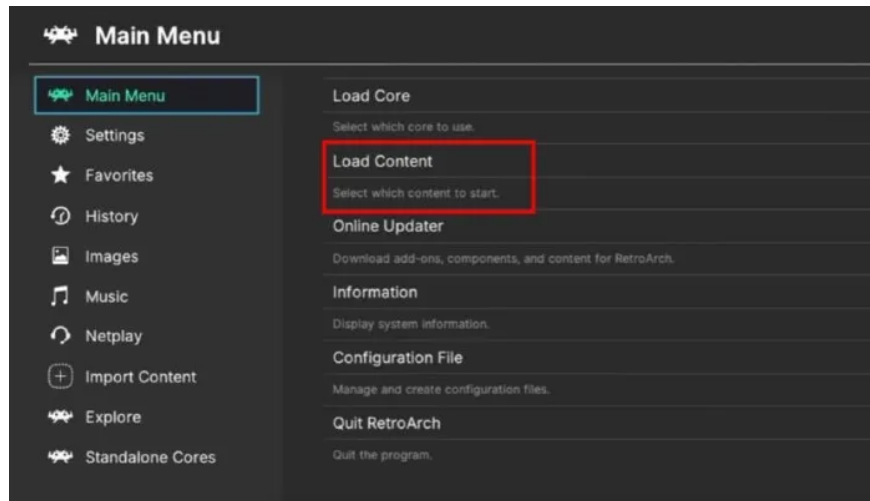 Main Menu
Main Menu
Settings
Favorites
History
Images
Music
Netplay
Import Content
Explore
Standalone Cores
Load Core
Select which core to use.
Load Content
Select which content to start.
Online Updater
Download add-ons, components, and content for RetroArch.
Information
Display system information.
Configuration File
Manage and create configuration files.
Quit RetroArch
Quit the program.